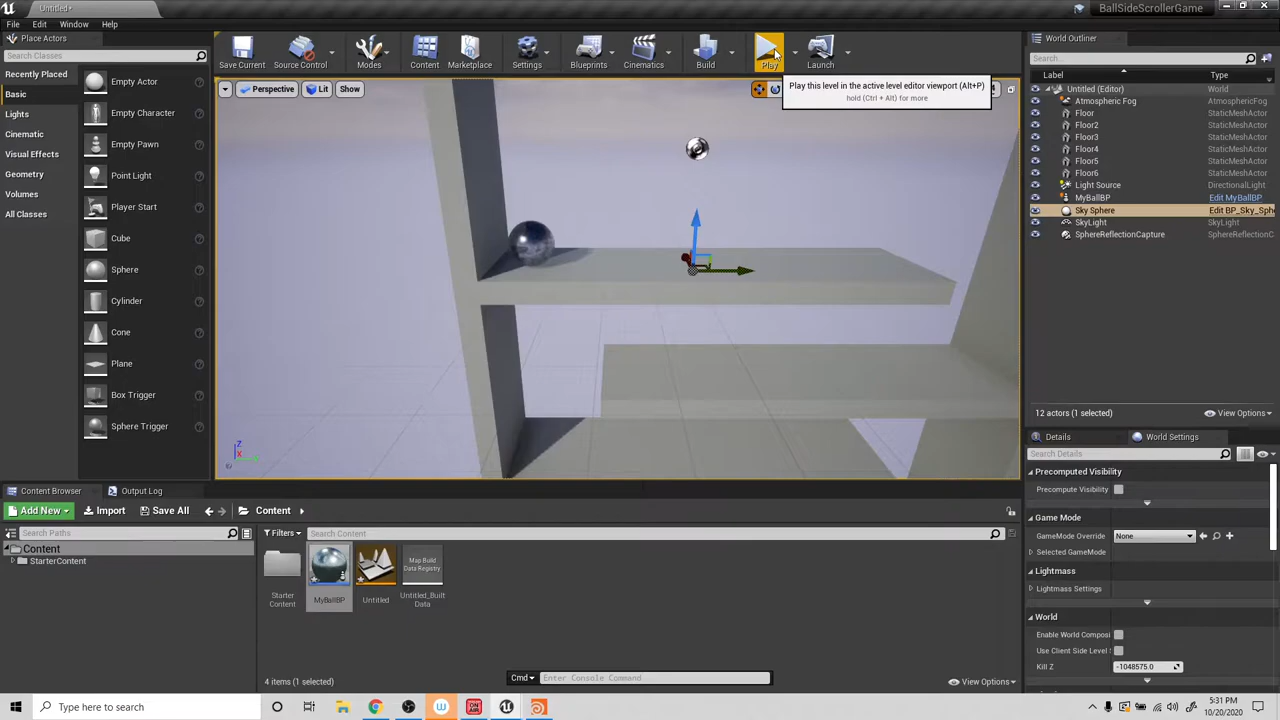 Untitled*
BallSideScrollerGame
File
Edit
Window
Help
Place Actors
Search Classes
Recently Placed
Basic
Lights
Cinematic
Visual Effects
Geometry
Volumes
All Classes
Empty Actor
Empty Character
Empty Pawn
Point Light
Player Start
Cube
Sphere
Cylinder
Cone
Plane
Box Trigger
Sphere Trigger
Save Current
Source Control
Modes
Content
Marketplace
Settings
Blueprints
Cinematics
Build
Play
Launch
Perspective
Lit
Show
Play this level in the active level editor viewport (Alt+P)
hold (Ctrl + Alt) for more
World Outliner
Search...
Label Type
Untitled (Editor) World
Atmospheric Fog AtmosphericFog
Floor StaticMeshActor
Floor2 StaticMeshActor
Floor3 StaticMeshActor
Floor4 StaticMeshActor
Floor5 StaticMeshActor
Floor6 StaticMeshActor
Light Source DirectionalLight
MyBallBP Edit MyBallBP
Sky Sphere Edit BP_Sky_Sph
SkyLight SkyLight
SphereReflectionCapture SphereReflectionC
12 actors (1 selected)
View Options
Details
World Settings
Search Details
Precomputed Visibility
Precompute Visibility
Game Mode
GameMode Override None
Selected GameMode
Lightmass
Lightmass Settings
World
Enable World Composi
Use Client Side Level S
Kill Z -1048575.0
Z
X
Content Browser
Output Log
Add New
Import
Save All
Content
Search Paths
Filters
Search Content
Content
StarterContent
Starter
Content
MyBallBP
Untitled
Map Build
Data Registry
Untitled_Built
Data
4 items (1 selected)
View Options
Cmd
Enter Console Command
Type here to search
ON AIR
5:31 PM
10/20/2020